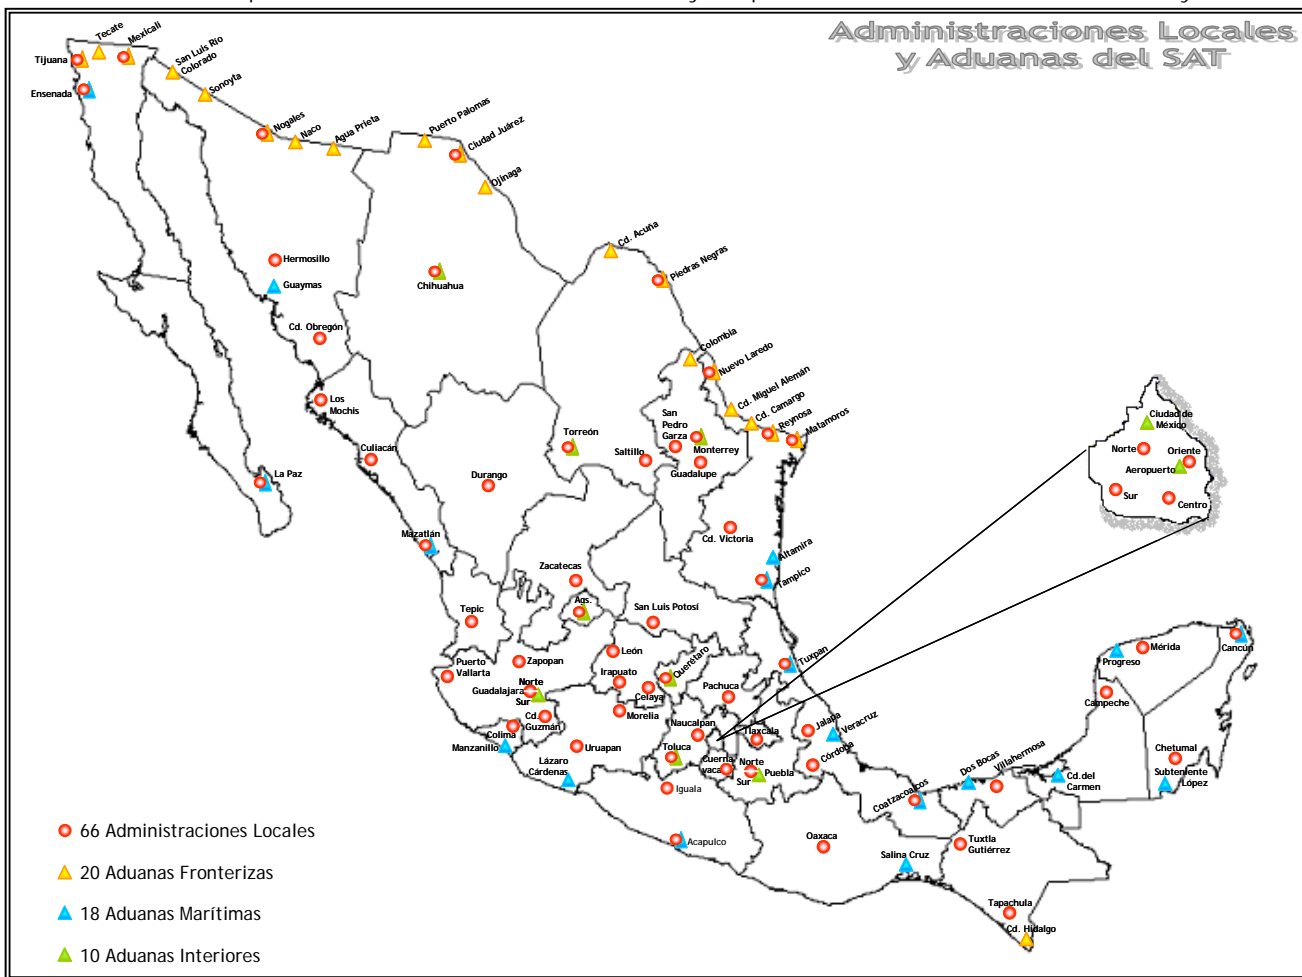 Administraciones Locales
y Aduanas del SAT
Tecate
Mexicali
Tijuana
San Luis Río
Colorado
Ensenada
Sonoyta
Nogales
Naco
Agua Prieta
Puerto Palomas
Ciudad Juárez
Ojinaga
Cd. Acuña
Piedras Negras
Hermosillo
Guaymas
Chihuahua
Cd. Obregón
Colombia
Nuevo Laredo
Cd. Miguel Alemán
Cd. Camargo
Reynosa
Matamoros
Los
Mochis
San
Pedro
Garza
Monterrey
Guadalupe
Torreón
Saltillo
Culiacán
Durango
La Paz
Ciudad de
México
Norte
Oriente
Aeropuerto
Sur
Centro
Mazatlán
Cd. Victoria
Altamira
Tampico
Zacatecas
Ags.
Tepic
San Luis Potosí
León
Zapopan
Puerto
Vallarta
Irapuato
Querétaro
Celaya
Tuxpan
Pachuca
Norte
Guadalajara
Sur
Cd.
Guzmán
Colima
Manzanillo
Morelia
Naucalpan
Tlaxcala
Jalapa
Veracruz
Uruapan
Toluca
Cuerna
vaca
Norte
Sur
Puebla
Córdoba
Lázaro
Cárdenas
Iguala
Acapulco
Oaxaca
Salina Cruz
Coatzacoalcos
Dos Bocas
Villahermosa
Tuxtla
Gutiérrez
Tapachula
Cd. Hidalgo
Cd.del
Carmen
Progreso
Mérida
Cancún
Campeche
Chetumal
Subteniente
López
66 Administraciones Locales
20 Aduanas Fronterizas
18 Aduanas Marítimas
10 Aduanas Interiores